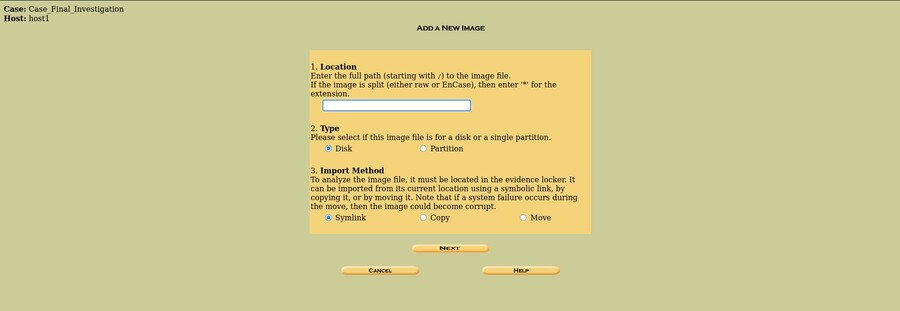 Case: Case_Final_Investigation
Host: host1
ADD A NEW IMAGE
1. Location
Enter the full path (starting with /) to the image file.
If the image is split (either raw or EnCase), then enter '*' for the
extension.
2. Type
Please select if this image file is for a disk or a single partition.
Disk Partition
3. Import Method
To analyze the image file, it must be located in the evidence locker. It
can be imported from its current location using a symbolic link, by
copying it, or by moving it. Note that if a system failure occurs during
the move, then the image could become corrupt.
Symlink Copy Move
NEXT
CANCEL HELP